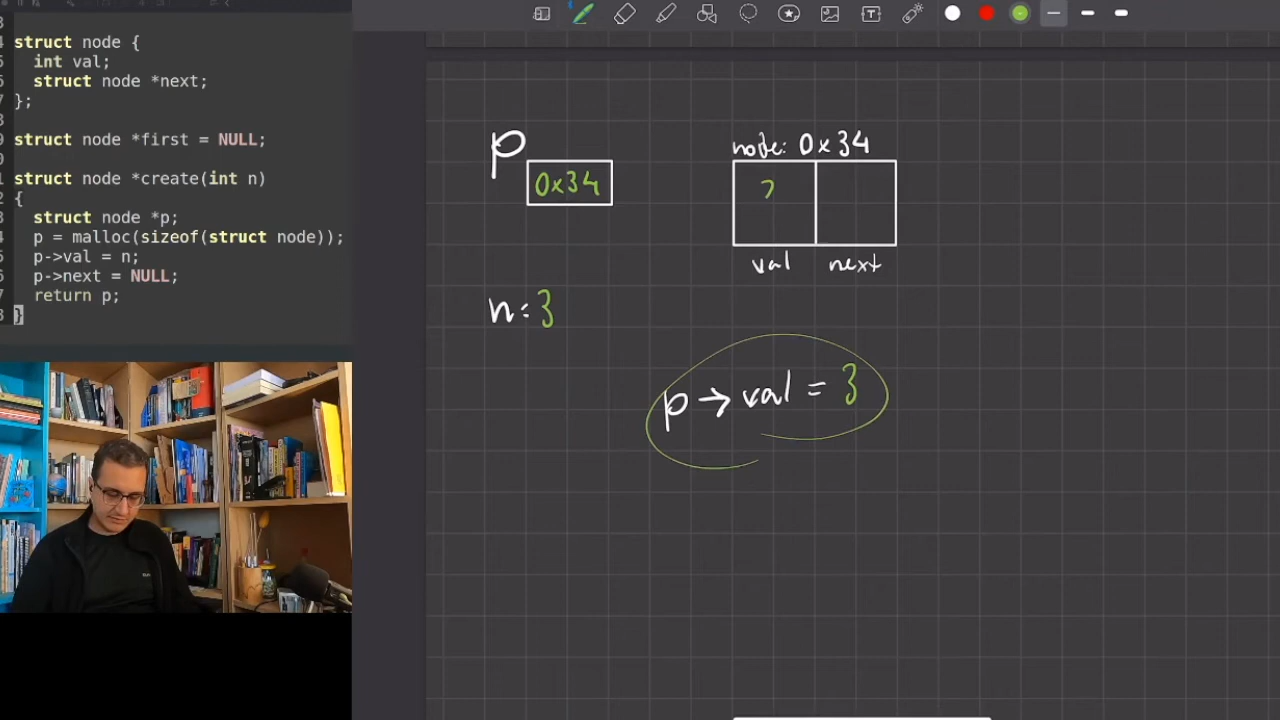 struct node {
int val;
struct node *next;
};
struct node *first = NULL;
struct node *create(int n)
{
struct node *p;
p = malloc(sizeof(struct node));
p->val = n;
p->next = NULL;
return p;
}
p
0x34
node: 0x34
val next
n: 3
p → val = 3